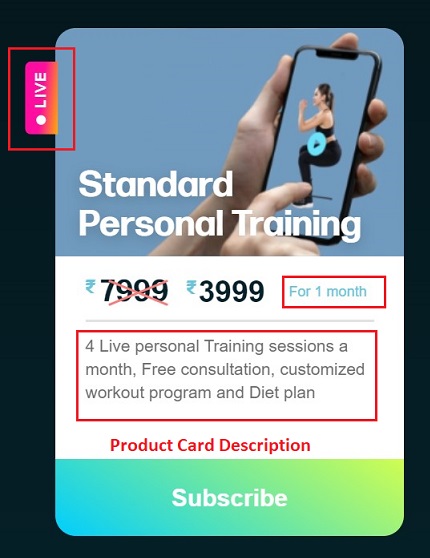 LIVE
Standard
Personal Training
₹7999 ₹3999 For 1 month
4 Live personal Training sessions a
month, Free consultation, customized
workout program and Diet plan
Product Card Description
Subscribe